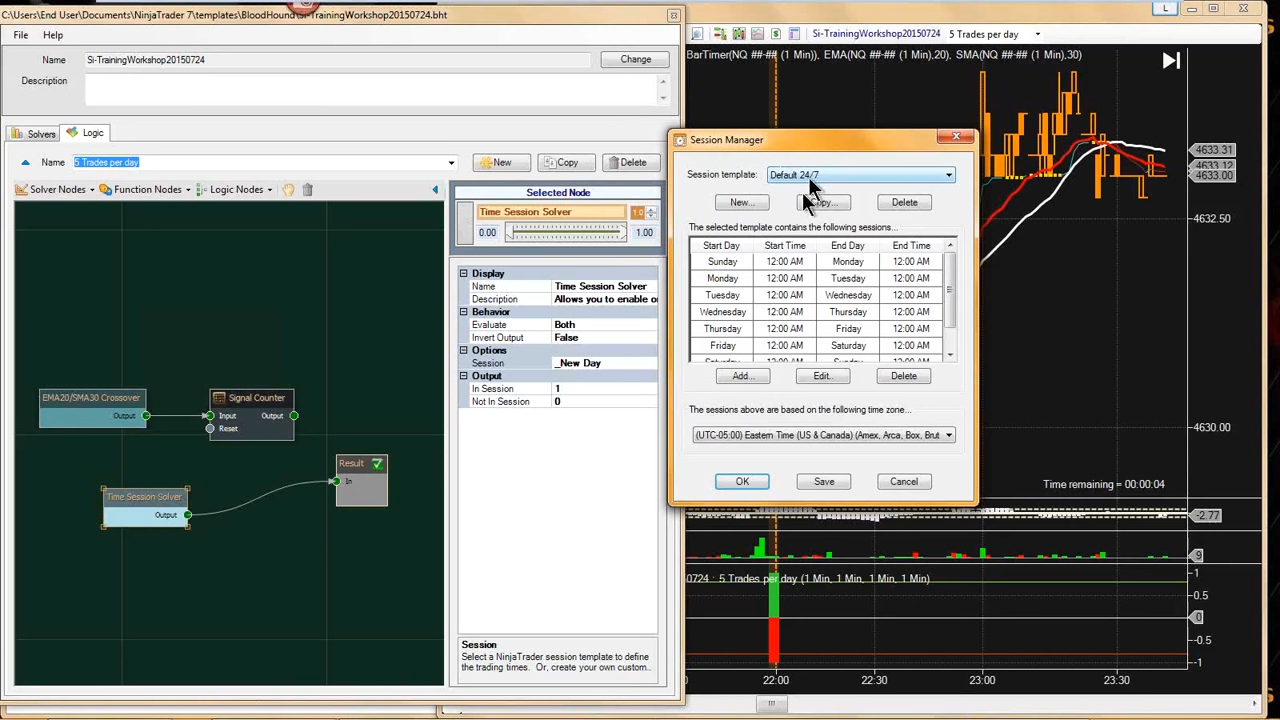 C:\Users\End User\Documents\NinjaTrader 7\templates\BloodHound\Si-TrainingWorkshop20150724.bht
File Help
Name Si-TrainingWorkshop20150724 Change
Description
Solvers Logic
Name 5 Trades per day New Copy Delete
Solver Nodes Function Nodes Logic Nodes
Selected Node
Time Session Solver 1.0
0.00 1.00
Display
Name Time Session Solver
Description Allows you to enable or
Behavior
Evaluate Both
Invert Output False
Options
Session _New Day
Output
In Session 1
Not In Session 0
EMA20/SMA30 Crossover
Output
Signal Counter
Input Output
Reset
Result
In
Time Session Solver
Output
Session
Select a NinjaTrader session template to define
the trading times. Or, create your own custom..
L
Si-TrainingWorkshop20150724 5 Trades per day
BarTimer(NQ ##-## (1 Min)), EMA(NQ ##-## (1 Min),20), SMA(NQ ##-## (1 Min),30)
Session Manager
Session template: Default 24/7
New... Copy... Delete
The selected template contains the following sessions...
Start Day Start Time End Day End Time
Sunday 12:00 AM Monday 12:00 AM
Monday 12:00 AM Tuesday 12:00 AM
Tuesday 12:00 AM Wednesday 12:00 AM
Wednesday 12:00 AM Thursday 12:00 AM
Thursday 12:00 AM Friday 12:00 AM
Friday 12:00 AM Saturday 12:00 AM
Saturday 12:00 AM Sunday 12:00 AM
Add... Edit.. Delete
The sessions above are based on the following time zone...
(UTC-05:00) Eastern Time (US & Canada) (Amex, Arca, Box, Brut
OK Save Cancel
4633.31
4633.12
4633.00
4632.50
4630.00
Time remaining = 00:00:04
-2.77
9
0724 : 5 Trades per day (1 Min, 1 Min, 1 Min, 1 Min)
1
0.5
0
-0.5
-1
22:00 22:30 23:00 23:30